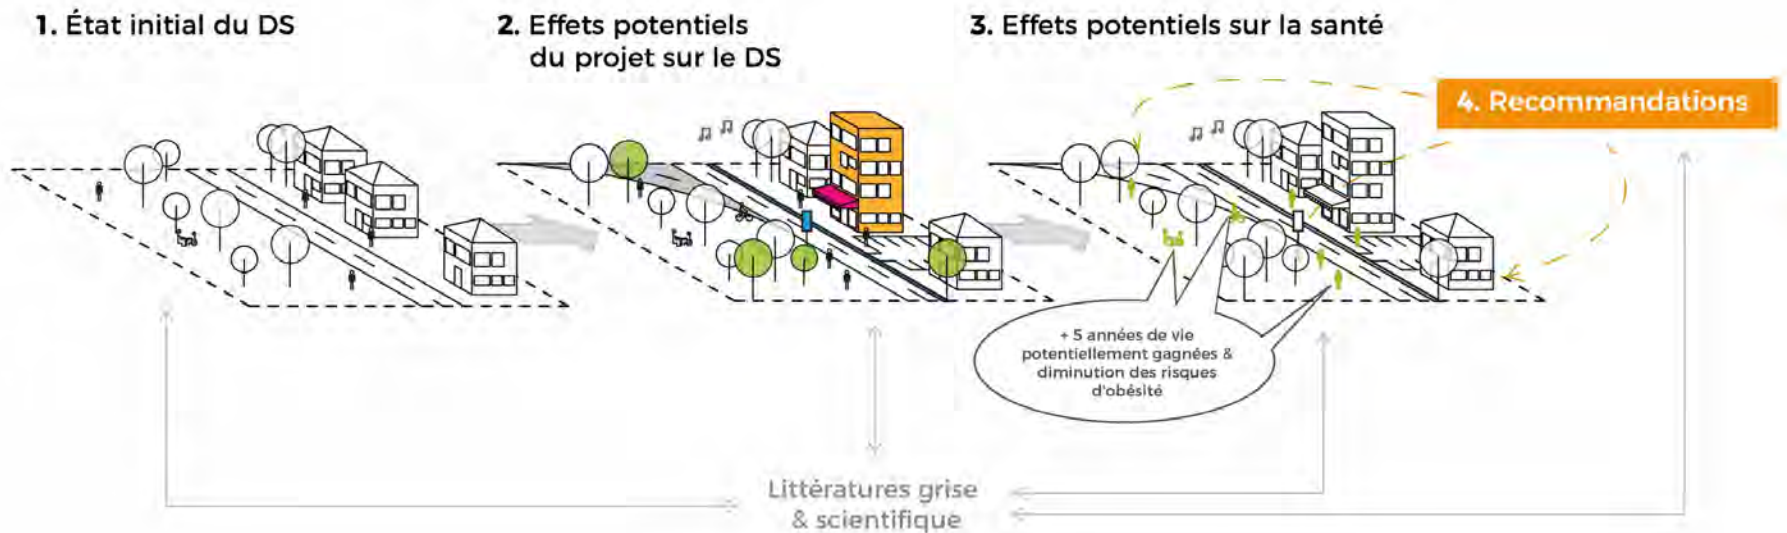 1. État initial du DS
2. Effets potentiels
du projet sur le DS
3. Effets potentiels sur la santé
4. Recommandations
+ 5 années de vie
potentiellement gagnées &
diminution des risques
d'obésité
Littératures grise
& scientifique